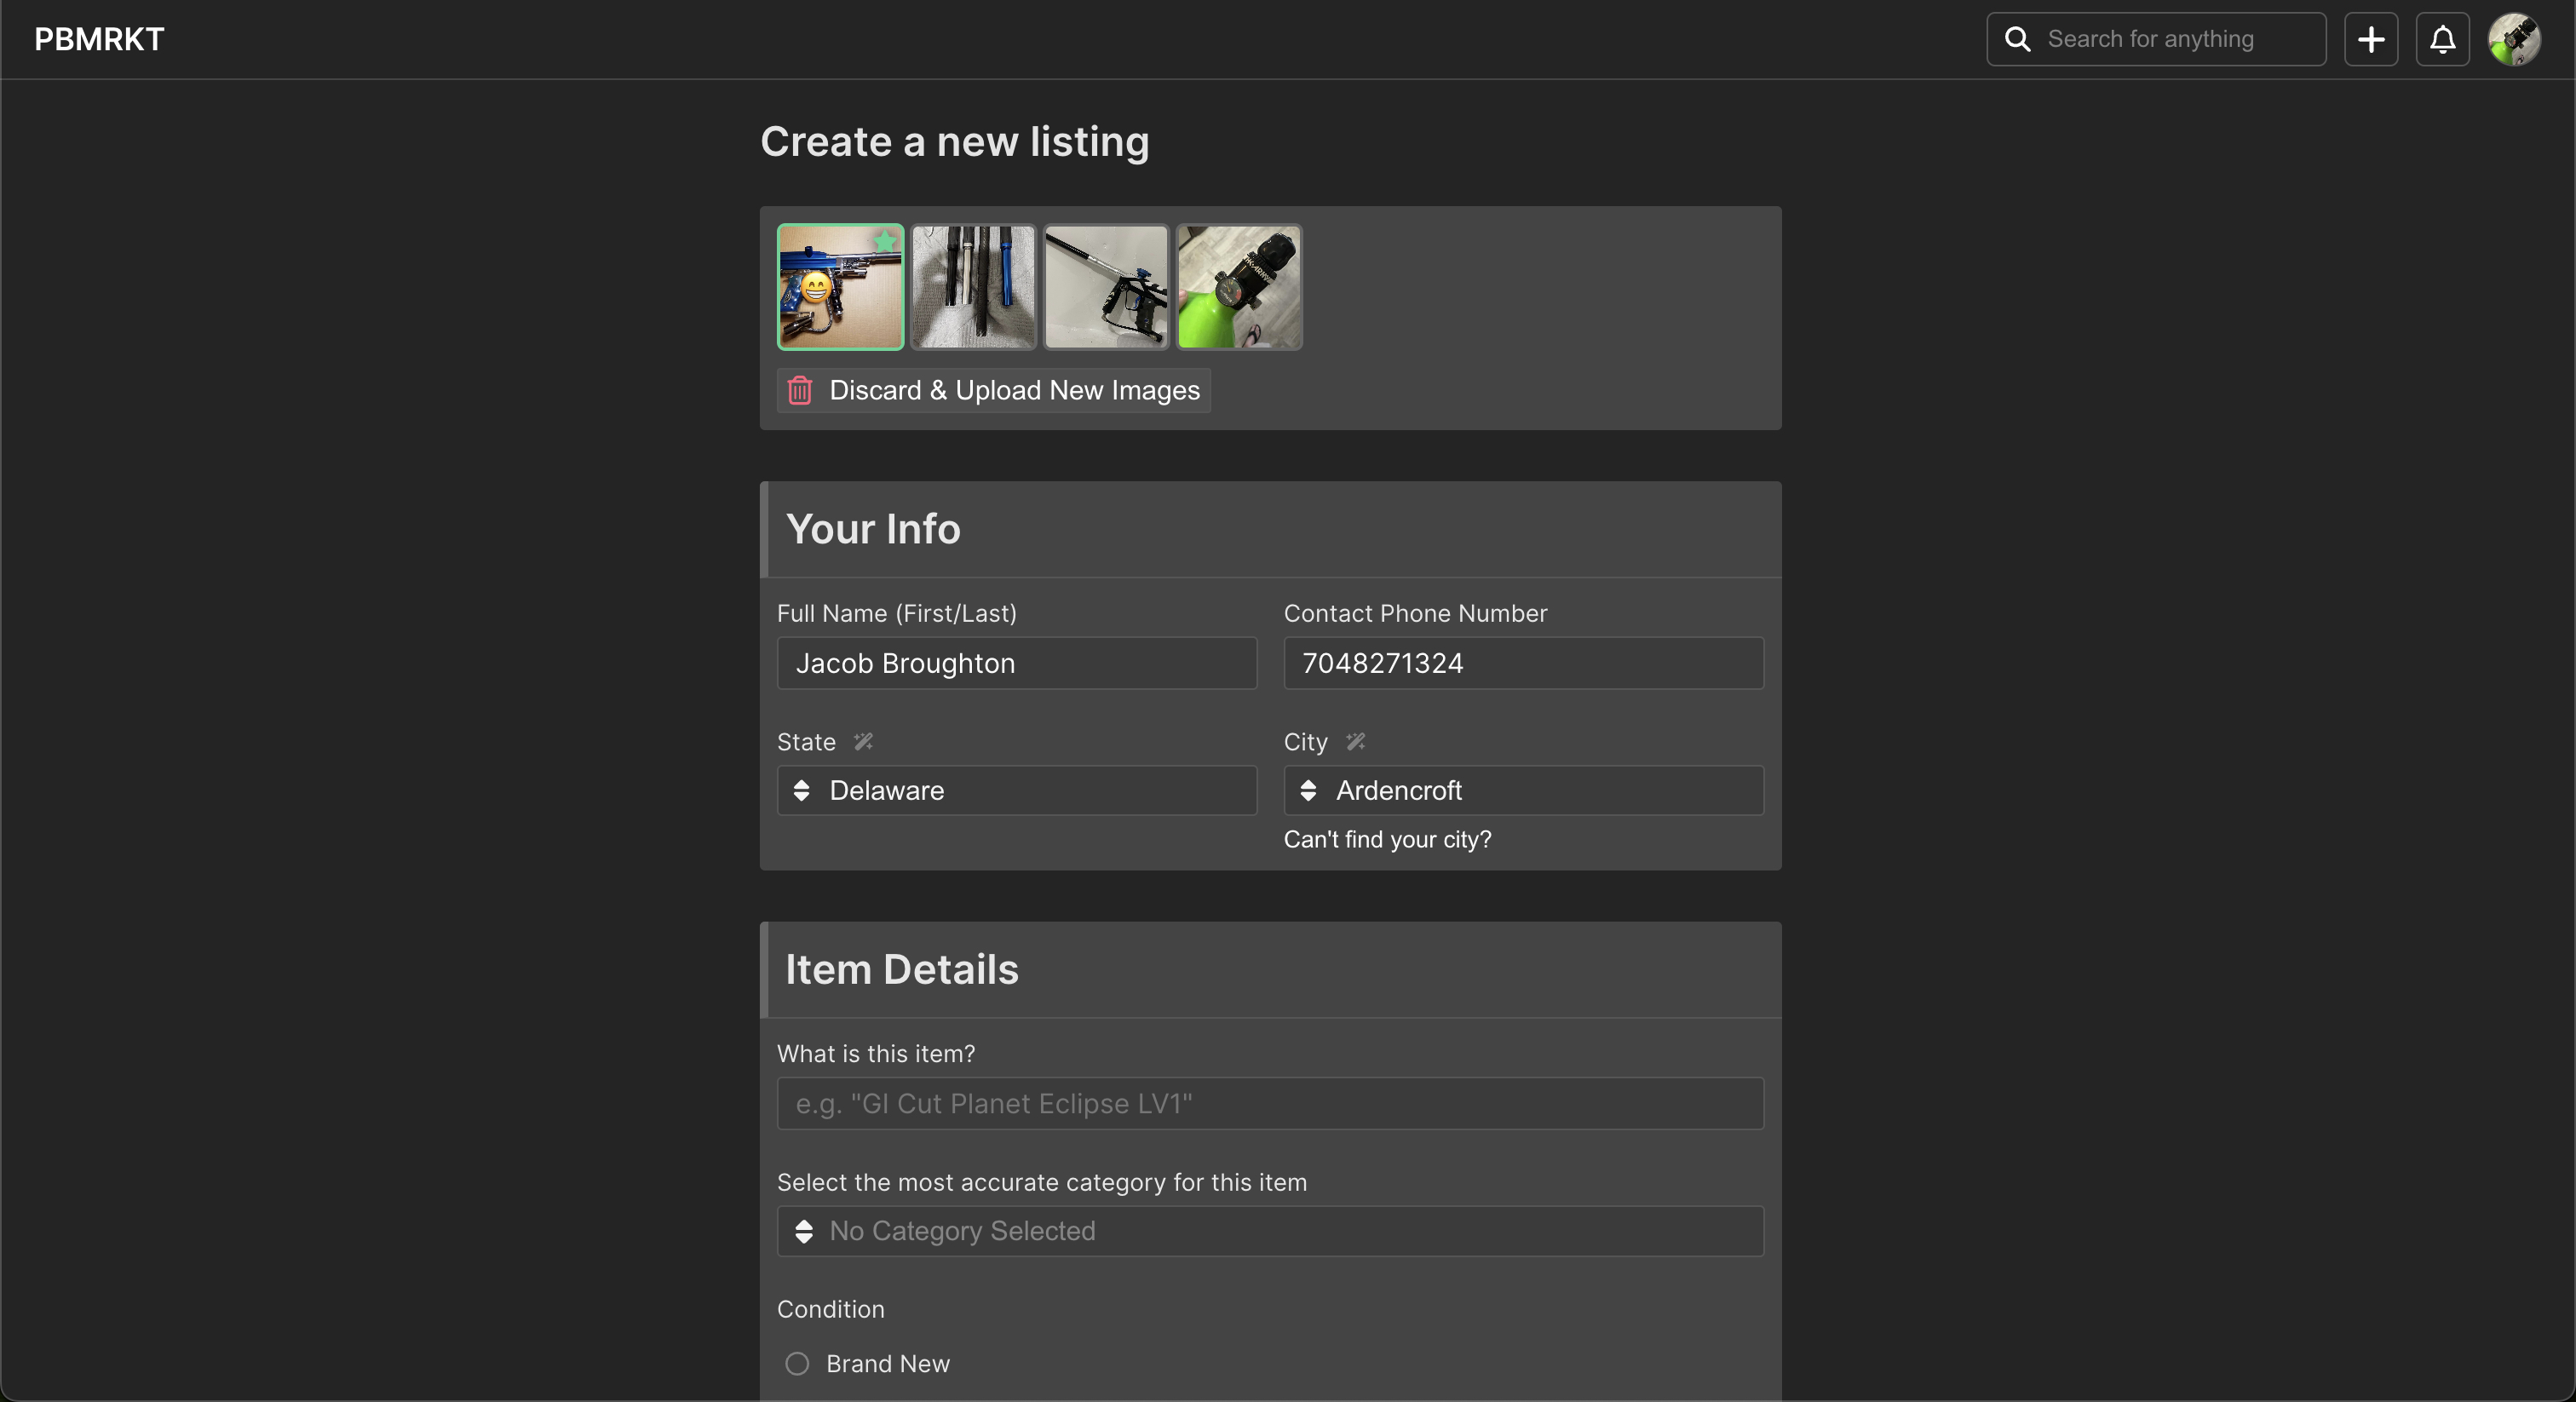 PBMRKT
Search for anything
Create a new listing
Discard & Upload New Images
Your Info
Full Name (First/Last)
Contact Phone Number
Jacob Broughton
7048271324
State
City
Delaware
Ardencroft
Can't find your city?
Item Details
What is this item?
e.g. "GI Cut Planet Eclipse LV1"
Select the most accurate category for this item
No Category Selected
Condition
Brand New